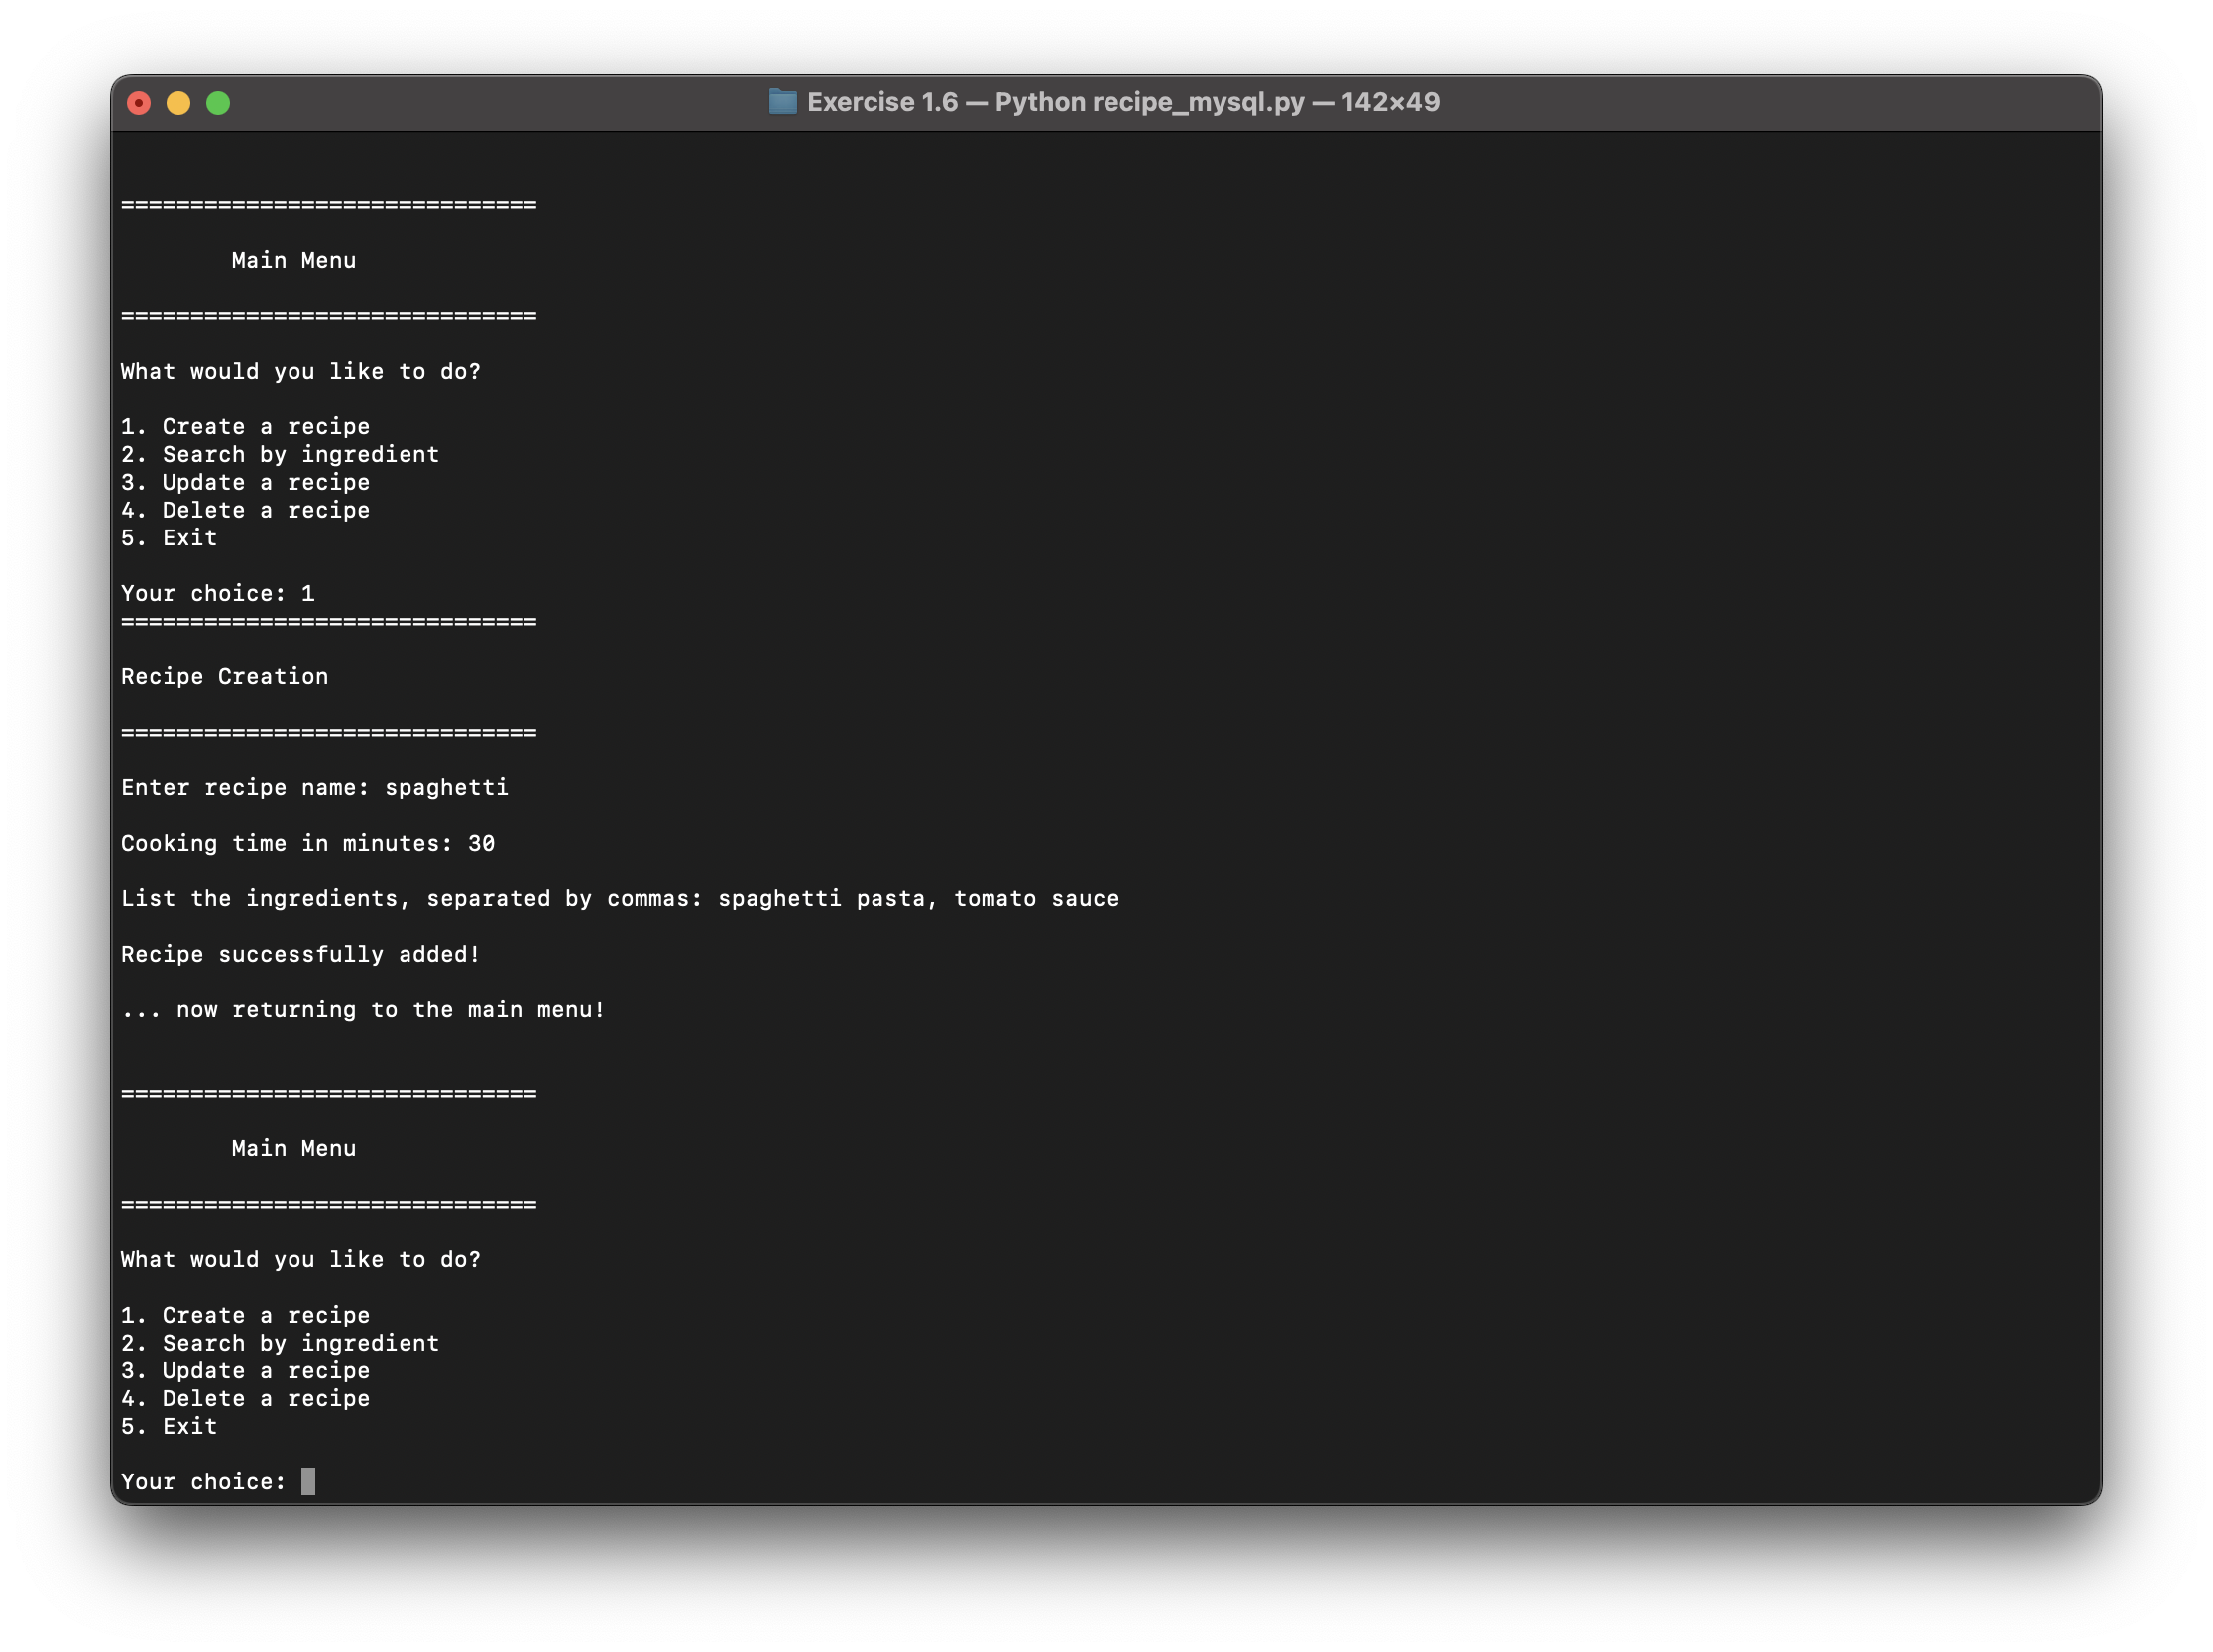 Exercise 1.6 — Python recipe_mysql.py — 142×49
==============================
Main Menu
==============================
What would you like to do?
1. Create a recipe
2. Search by ingredient
3. Update a recipe
4. Delete a recipe
5. Exit
Your choice: 1
==============================
Recipe Creation
==============================
Enter recipe name: spaghetti
Cooking time in minutes: 30
List the ingredients, separated by commas: spaghetti pasta, tomato sauce
Recipe successfully added!
... now returning to the main menu!
==============================
Main Menu
==============================
What would you like to do?
1. Create a recipe
2. Search by ingredient
3. Update a recipe
4. Delete a recipe
5. Exit
Your choice: